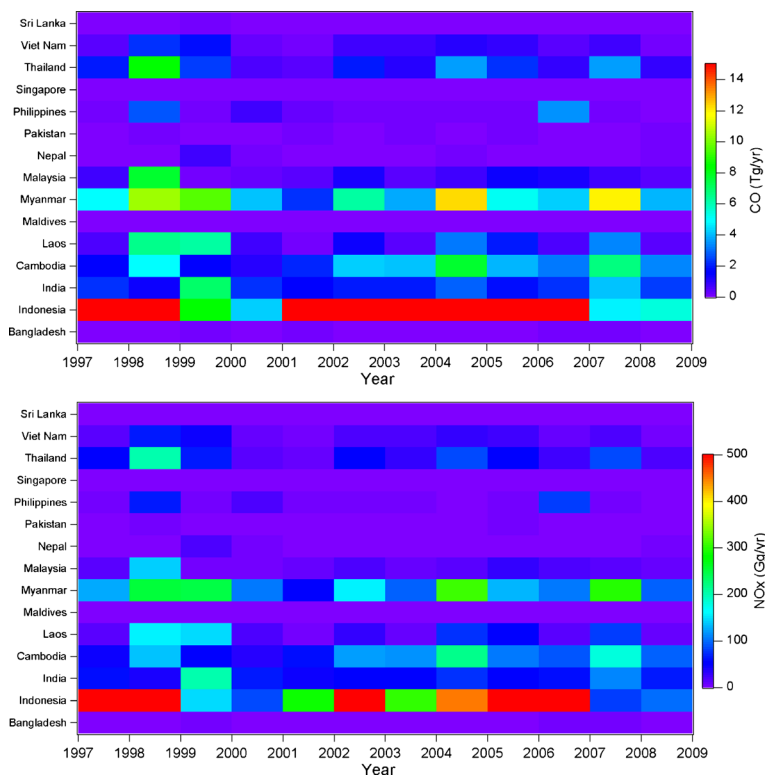 Sri Lanka
Viet Nam
Thailand
Singapore
Philippines
Pakistan
Nepal
Malaysia
Myanmar
Maldives
Laos
Cambodia
India
Indonesia
Bangladesh
1997 1998 1999 2000 2001 2002 2003 2004 2005 2006 2007 2008 2009
Year
14
12
10
8
6
4
2
0
CO (Tg/yr)
Sri Lanka
Viet Nam
Thailand
Singapore
Philippines
Pakistan
Nepal
Malaysia
Myanmar
Maldives
Laos
Cambodia
India
Indonesia
Bangladesh
1997 1998 1999 2000 2001 2002 2003 2004 2005 2006 2007 2008 2009
Year
500
400
300
200
100
0
NOx (Gg/yr)